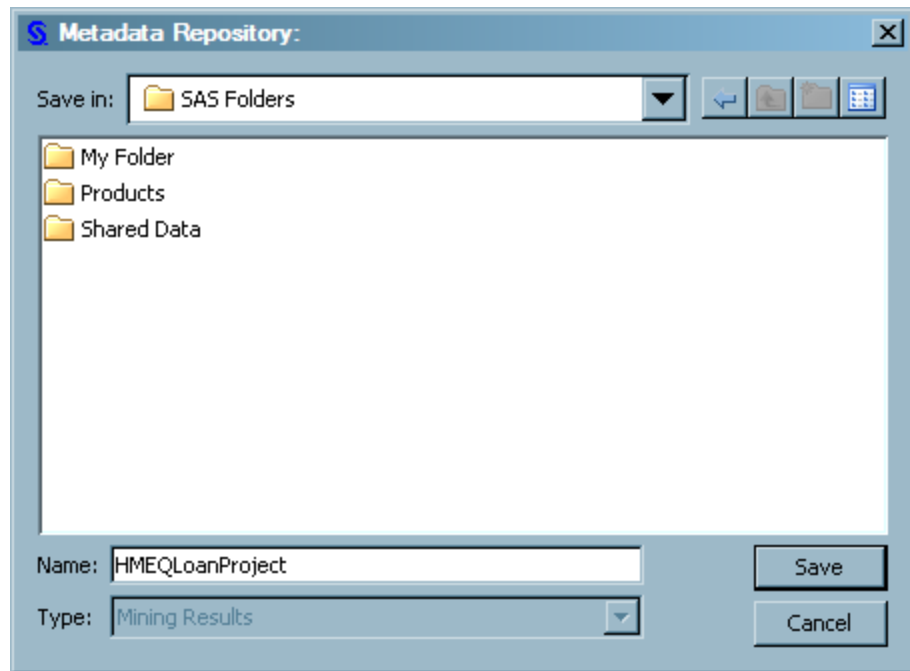 Metadata Repository:
Save in: SAS Folders
My Folder
Products
Shared Data
Name: HMEQLoanProject Save
Type: Mining Results Cancel